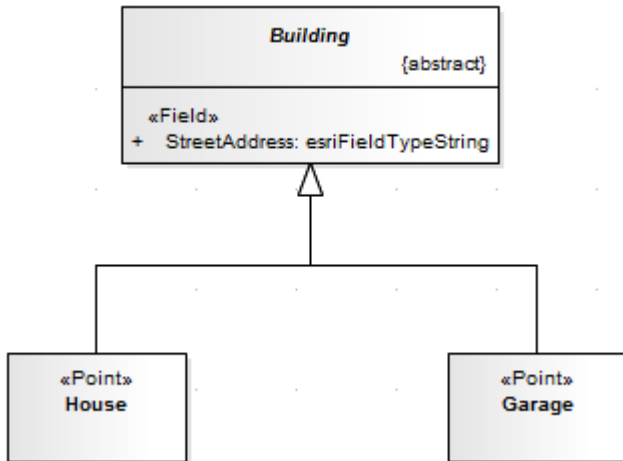 Building
{abstract}
«Field»
+ StreetAddress: esriFieldTypeString
«Point»
House
«Point»
Garage